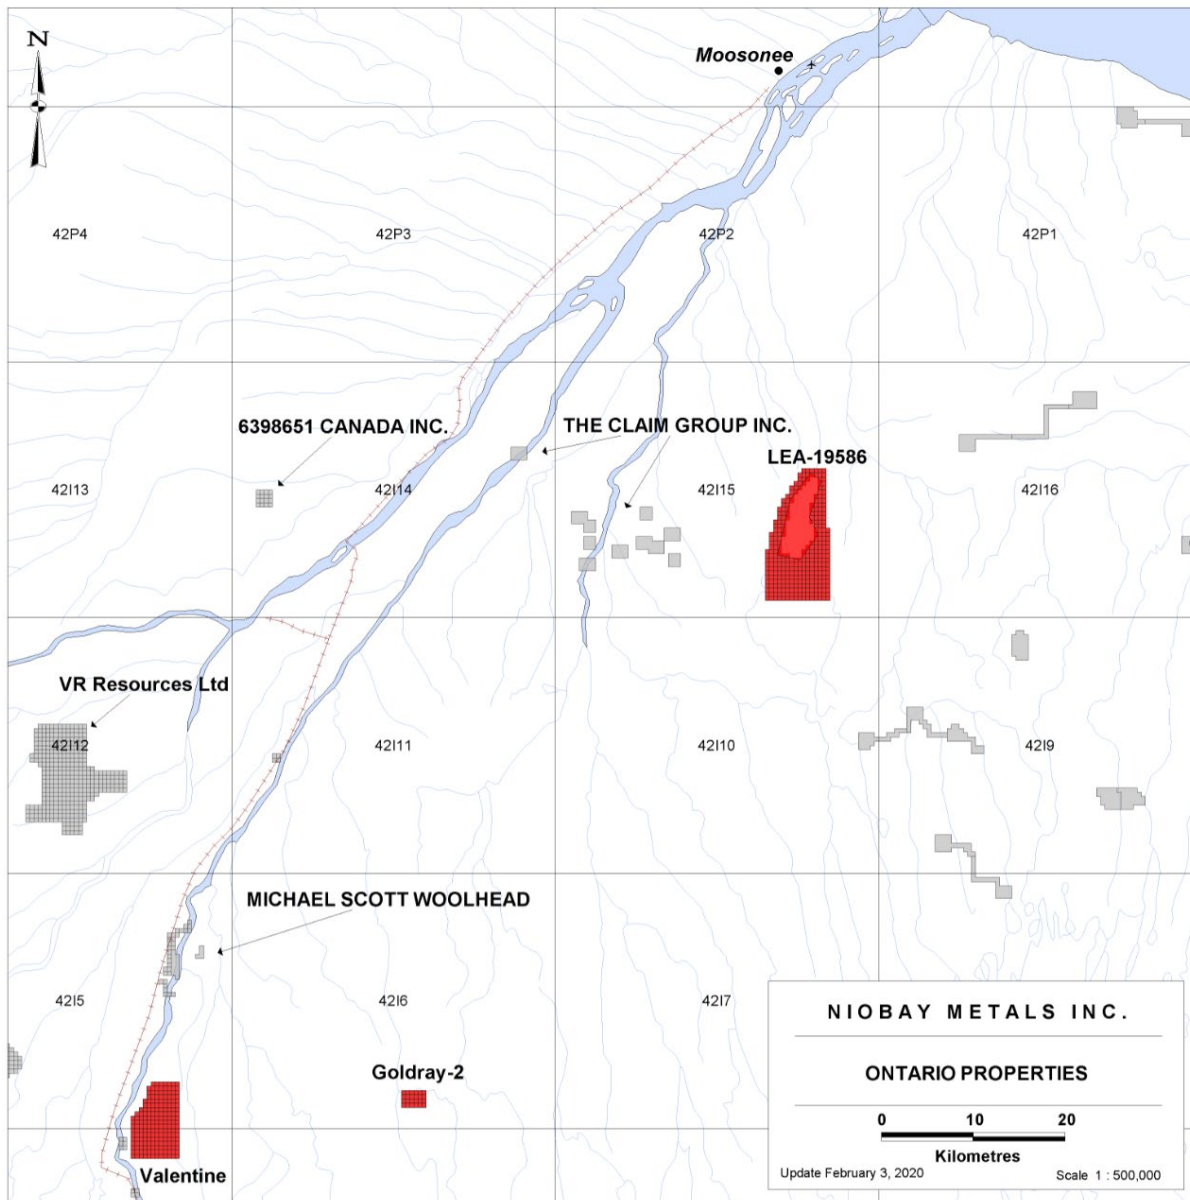 N
Moosonee
42P4
42P3
42P2
42P1
6398651 CANADA INC.
THE CLAIM GROUP INC.
LEA-19586
42I13
42I14
42I15
42I16
VR Resources Ltd
42I12
42I11
42I10
42I9
MICHAEL SCOTT WOOLHEAD
42I5
42I6
42I7
Goldray-2
Valentine
NIOBAY METALS INC.
ONTARIO PROPERTIES
0 10 20
Kilometres
Update February 3, 2020
Scale 1 : 500,000